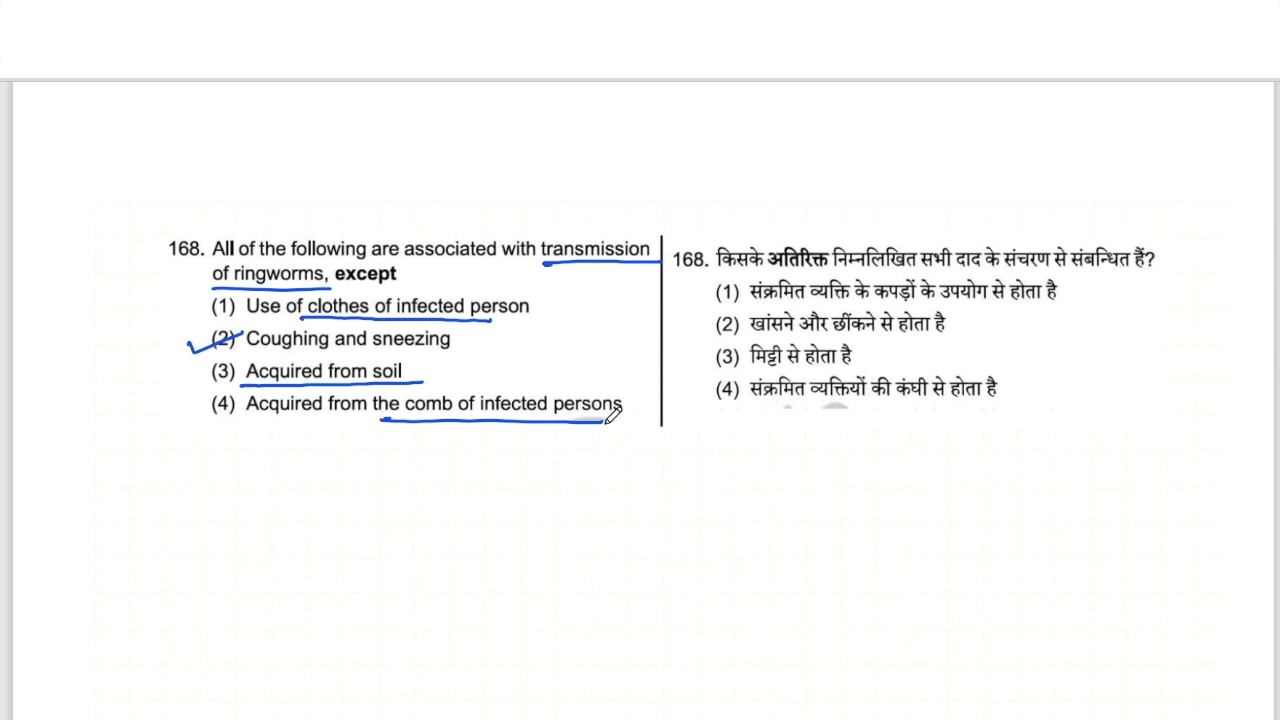 168. All of the following are associated with transmission
of ringworms, except
(1) Use of clothes of infected person
(2) Coughing and sneezing
(3) Acquired from soil
(4) Acquired from the comb of infected persons
168. किसके अतिरिक्त निम्नलिखित सभी दाद के संचरण से संबन्धित हैं?
(1) संक्रमित व्यक्ति के कपड़ों के उपयोग से होता है
(2) खांसने और छींकने से होता है
(3) मिट्टी से होता है
(4) संक्रमित व्यक्तियों की कंघी से होता है